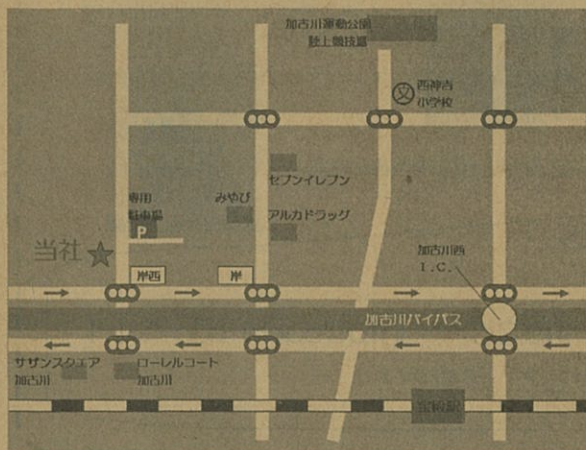 加古川運動公園
陸上競技場
西神吉
小学校
セブンイレブン
専用
駐車場
みゆび
アルカドラッグ
P
当社
岸西
岸
加古川西
I.C.
加古川バイパス
サザンスクエア
加古川
ローレルコート
加古川
宝殿駅